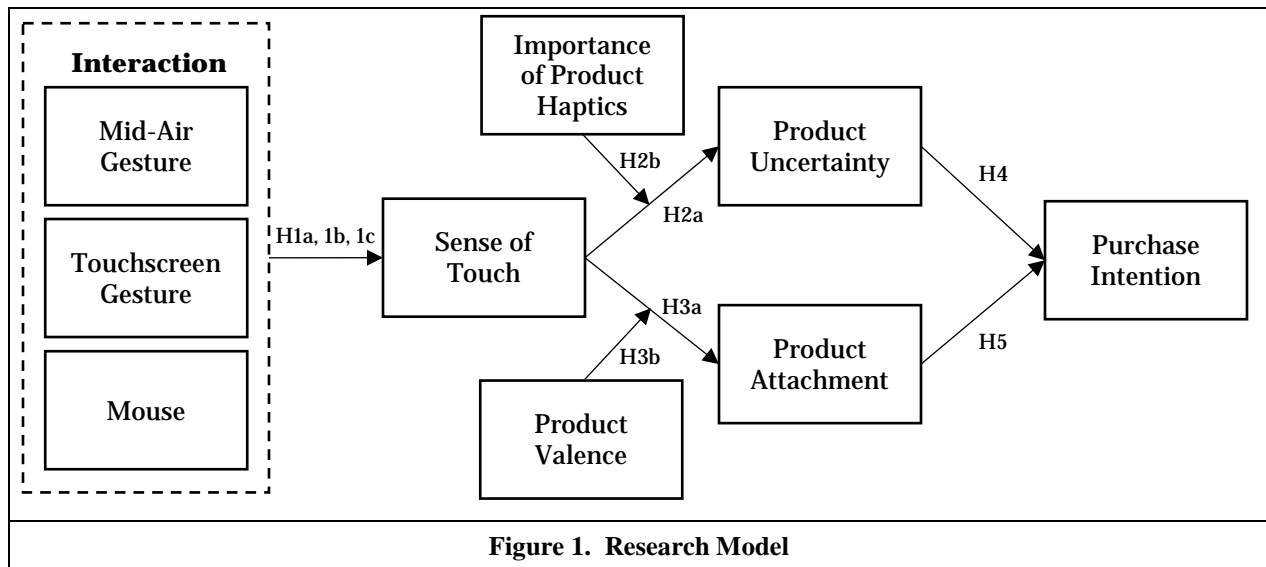 Interaction
Mid-Air
Gesture
Touchscreen
Gesture
Mouse
H1a, 1b, 1c
Sense of
Touch
Importance
of Product
Haptics
H2b
H2a
H3a
H3b
Product
Valence
Product
Uncertainty
Product
Attachment
H4
H5
Purchase
Intention
Figure 1. Research Model